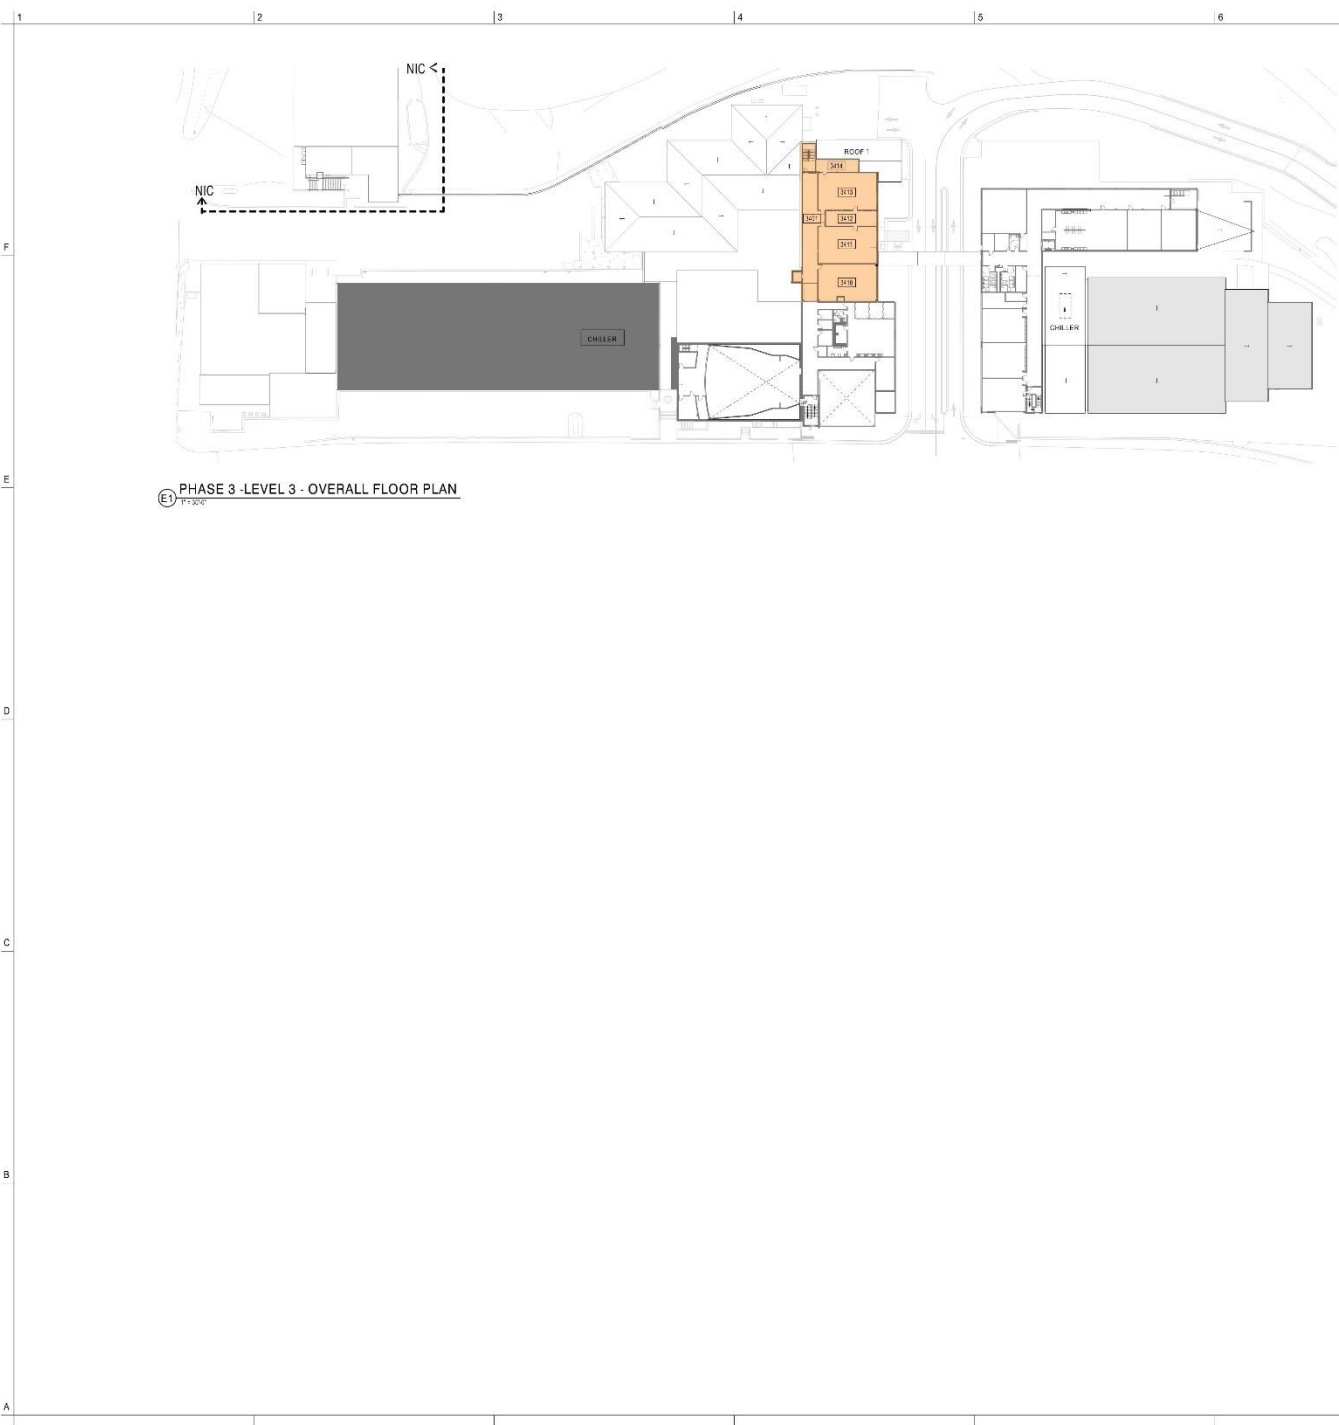 1 2 3 4 5 6
NIC <
ROOF 1
3414
3413
NIC
3401 3412
3411
F
3410
CHILLER
CHILLER
E
E1 PHASE 3 -LEVEL 3 - OVERALL FLOOR PLAN
D
C
B
A